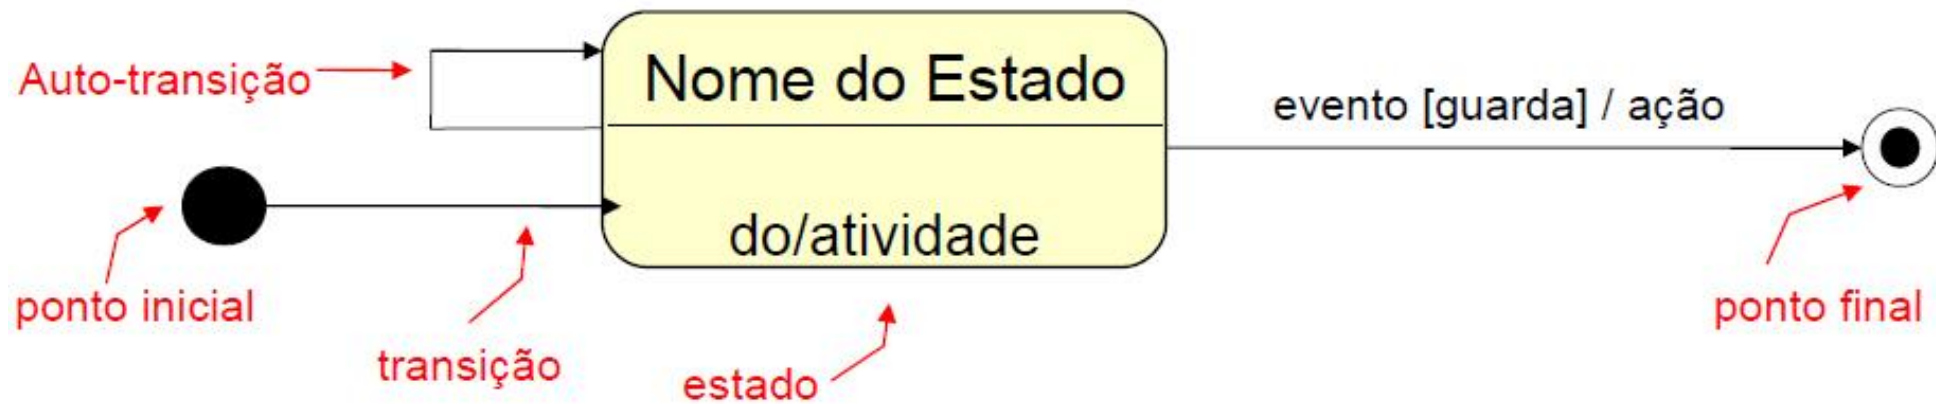 Auto-transição
Nome do Estado
evento [guarda] / ação
do/atividade
ponto inicial
transição
estado
ponto final